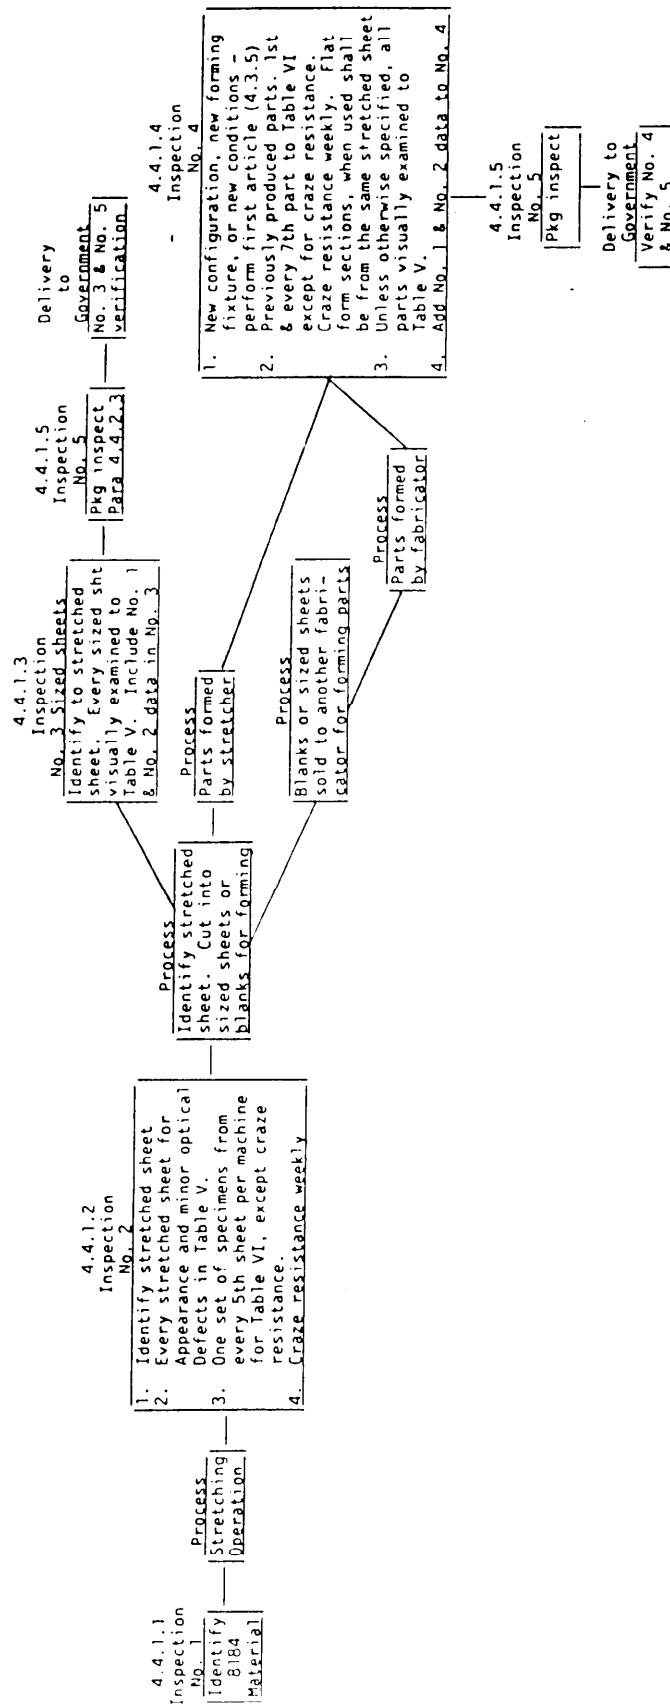 4.4.1.1
Inspection
No. 1
Identify
8184
Material
Process
Stretching
Operation
4.4.1.2
Inspection
No. 2
1. Identify stretched sheet
2. Every stretched sheet for
Appearance and minor optical
Defects in Table V.
3. One set of specimens from
every 5th sheet per machine
for Table VI, except craze
resistance.
4. Craze resistance weekly
Process
Identify stretched
sheet. Cut into
sized sheets or
blanks for forming
4.4.1.3
Inspection
No. 3 Sized sheets
Identify to stretched
sheet. Every sized sht
visually examined to
Table V. Include No. 1
& No. 2 data in No. 3
4.4.1.5
Inspection
No. 5
Pkg inspect
Para 4.4.2.3
Delivery
to
Government
No. 3 & No. 5
verification
Process
Parts formed
by stretcher
Process
Blanks or sized sheets
sold to another fabri-
cator for forming parts
Process
Parts formed
by fabricator
4.4.1.4
Inspection
No. 4
1. New configuration, new forming
fixture, or new conditions -
perform first article (4.3.5)
2. Previously produced parts. 1st
& every 7th part to Table VI
except for craze resistance.
Craze resistance weekly. Flat
form sections, when used shall
be from the same stretched sheet
3. Unless otherwise specified, all
parts visually examined to
Table V.
4. Add No. 1 & No. 2 data to No. 4
4.4.1.5
Inspection
No. 5
Pkg inspect
Delivery to
Government
Verify No. 4
& No. 5